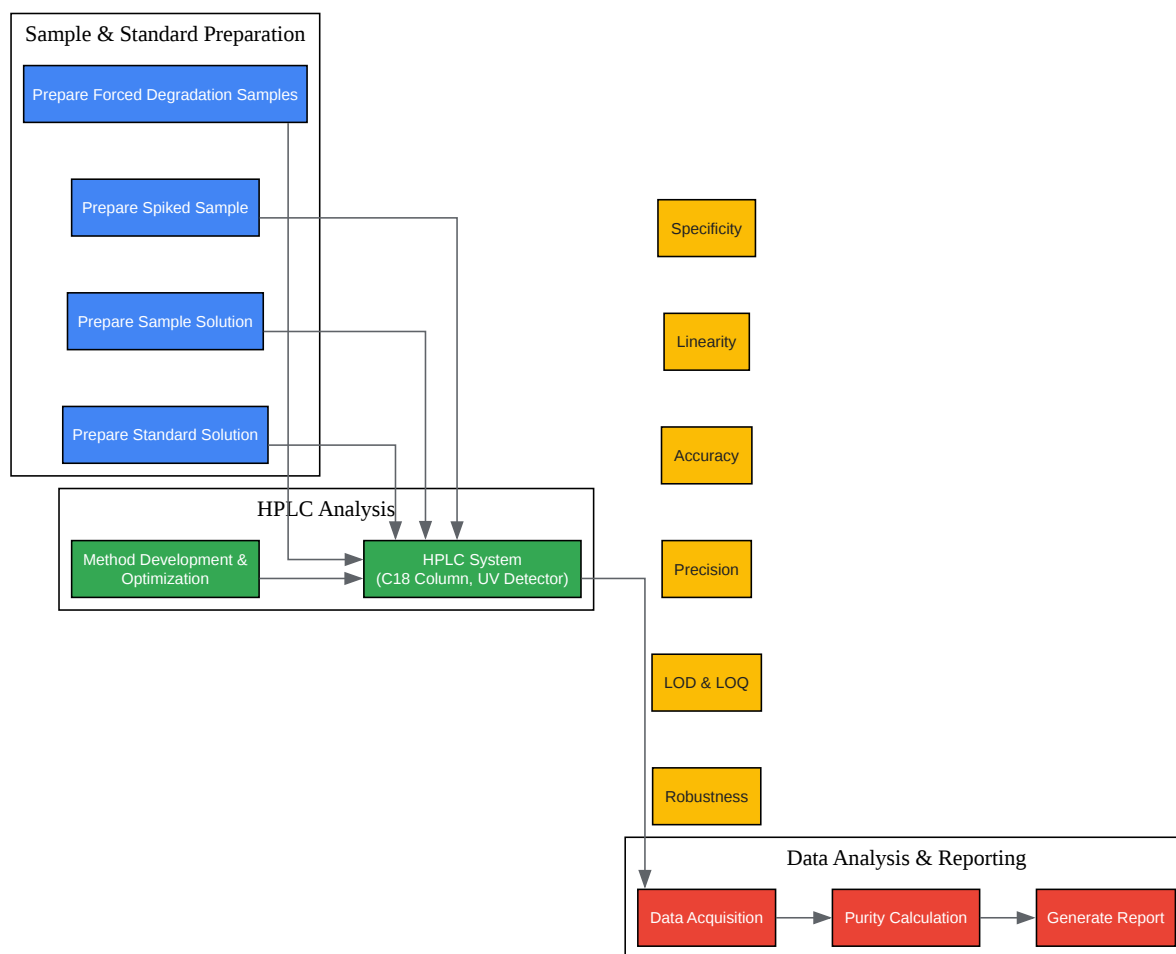 Sample & Standard Preparation
Prepare Forced Degradation Samples
Prepare Spiked Sample
Prepare Sample Solution
Prepare Standard Solution
HPLC Analysis
Method Development &
Optimization
HPLC System
(C18 Column, UV Detector)
Specificity
Linearity
Accuracy
Precision
LOD & LOQ
Robustness
Data Analysis & Reporting
Data Acquisition
Purity Calculation
Generate Report